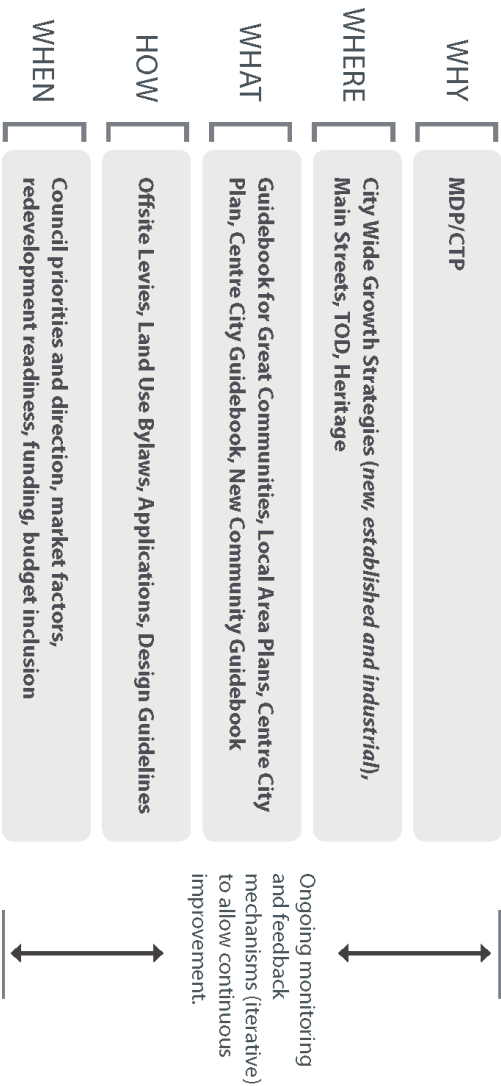 WHY
MDP/CTP
WHERE
City Wide Growth Strategies (new, established and industrial),
Main Streets, TOD, Heritage
WHAT
Guidebook for Great Communities, Local Area Plans, Centre City
Plan, Centre City Guidebook, New Community Guidebook
HOW
Offsite Levies, Land Use Bylaws, Applications, Design Guidelines
WHEN
Council priorities and direction, market factors,
redevelopment readiness, funding, budget inclusion
Ongoing monitoring
and feedback
mechanisms (iterative)
to allow continuous
improvement.